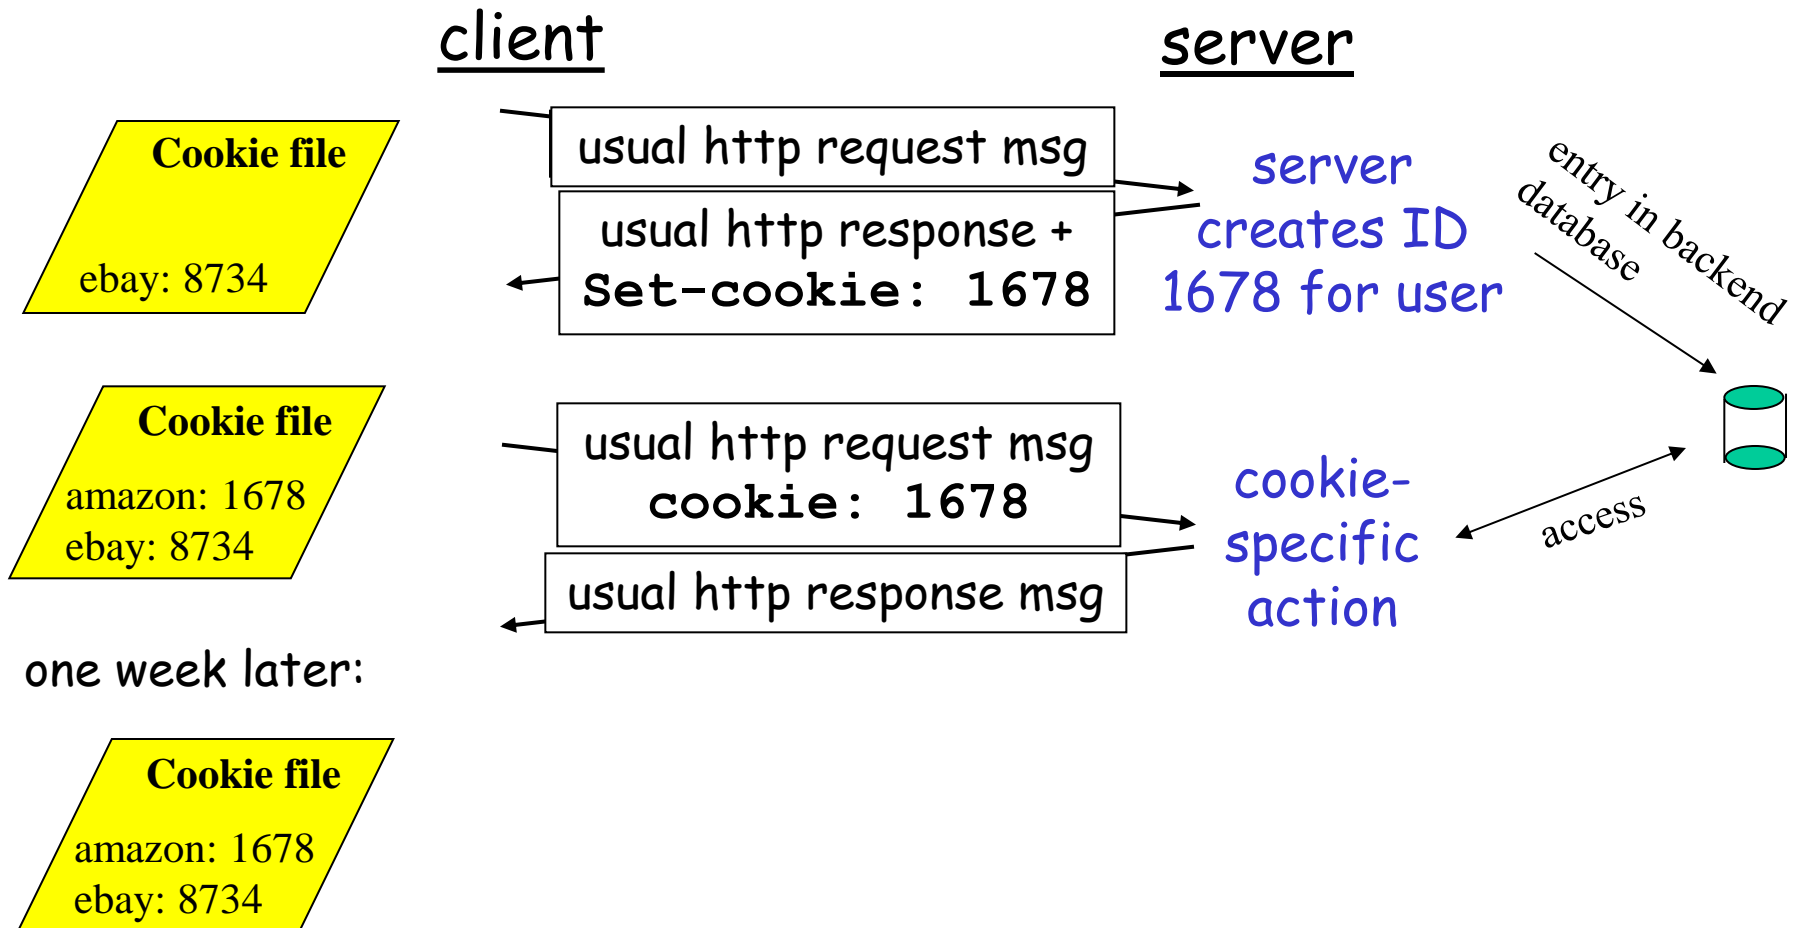 client
server
Cookie file
ebay: 8734
usual http request msg
usual http response +
Set-cookie: 1678
server
creates ID
1678 for user
entry in backend
database
Cookie file
amazon: 1678
ebay: 8734
usual http request msg
cookie: 1678
usual http response msg
cookie-
specific
action
access
one week later:
Cookie file
amazon: 1678
ebay: 8734